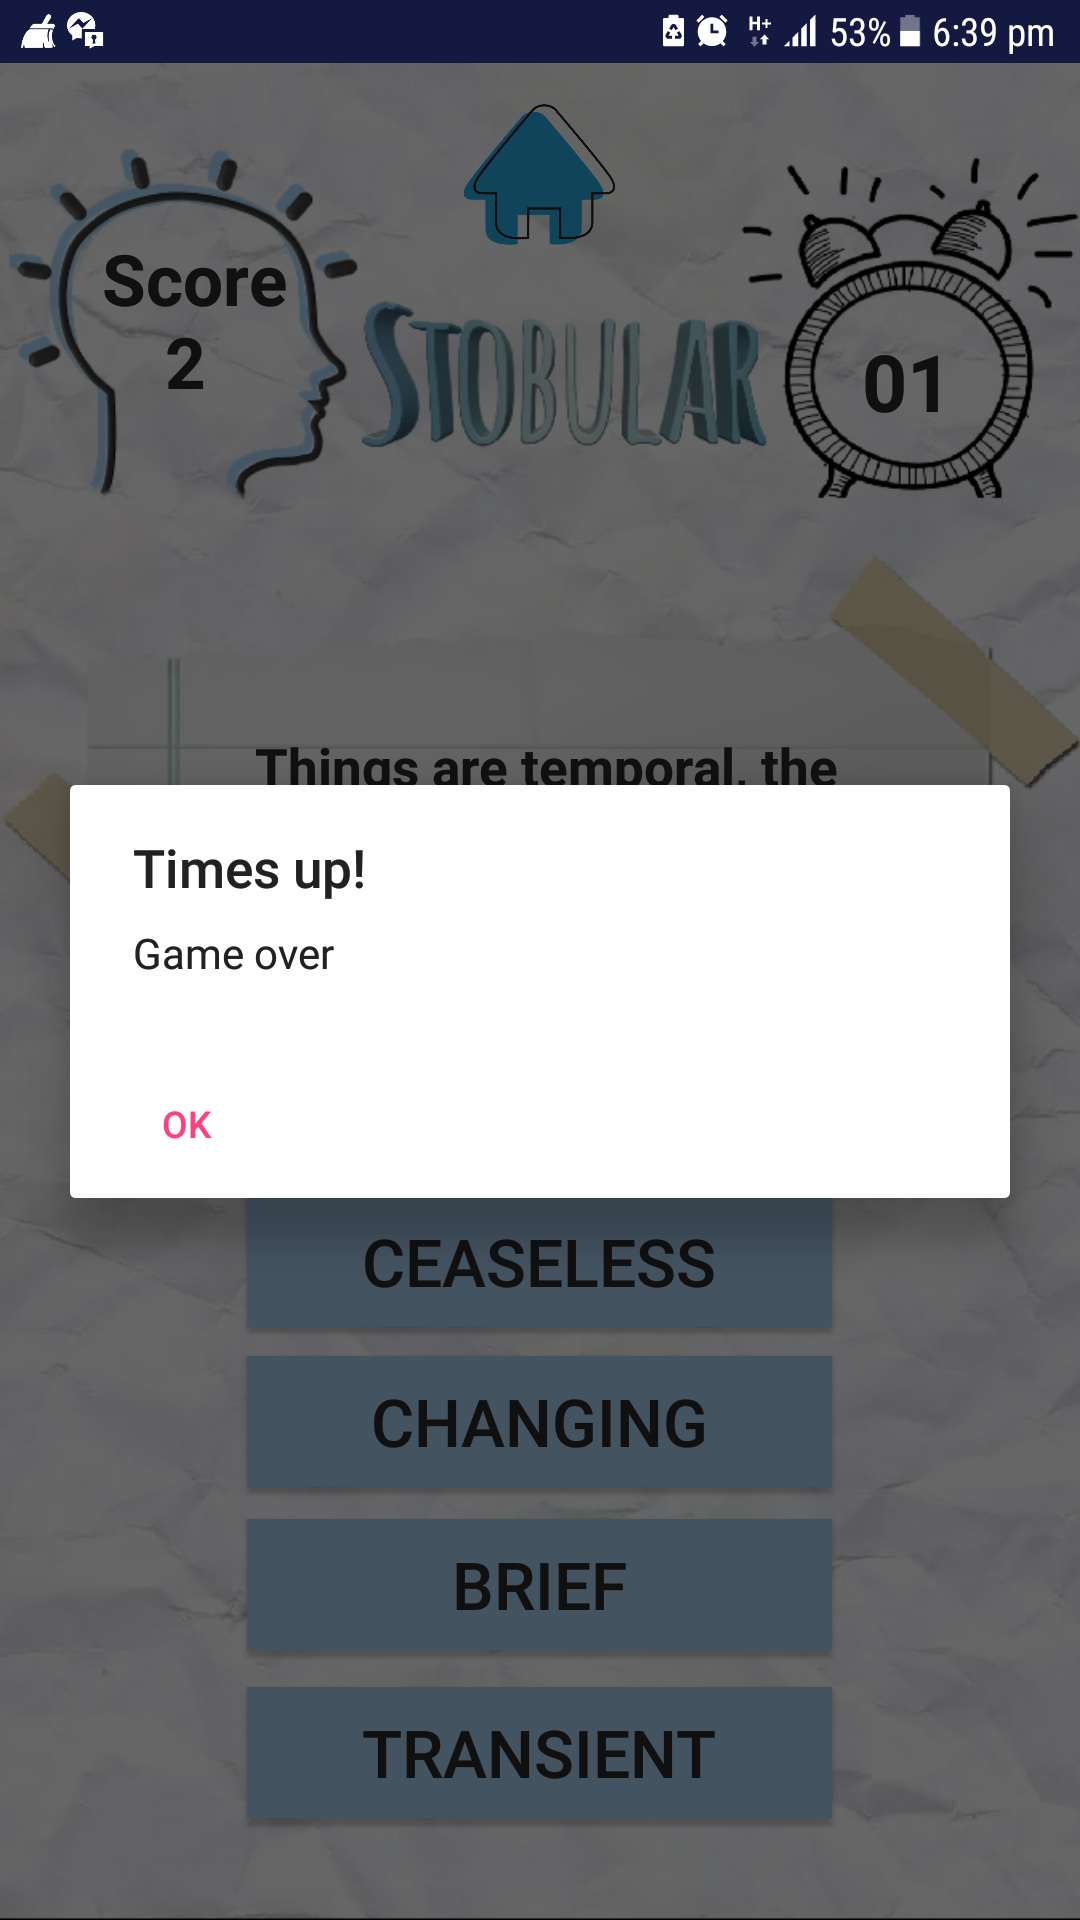 H+ 53% 6:39 pm
Score
2
STOBULAR
01
Things are temporal, the
Times up!
Game over
OK
CEASELESS
CHANGING
BRIEF
TRANSIENT